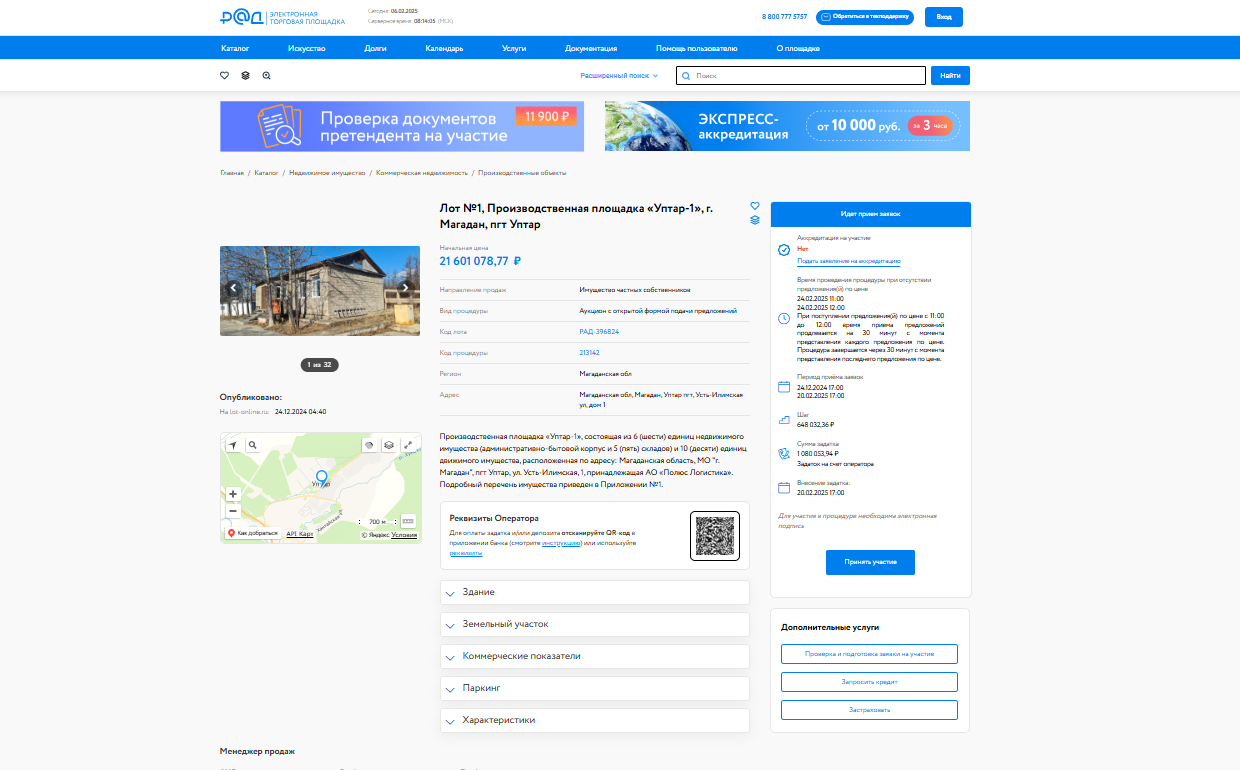 РАД ЭЛЕКТРОННАЯ
ТОРГОВАЯ ПЛОЩАДКА
Сегодня: 06.02.2025
Серверное время: 08:14:05 (МСК)
8 800 777 5757
Обратиться в техподдержку
Вход
Каталог
Искусство
Долги
Календарь
Услуги
Документация
Помощь пользователю
О площадке
Расширенный поиск
Поиск
Найти
Проверка документов
претендента на участие
11 900 ₽
ЭКСПРЕСС-
аккредитация
от 10 000 руб.
за 3 часа
Главная / Каталог / Недвижимое имущество / Коммерческая недвижимость / Производственные объекты
Лот №1, Производственная площадка «Уптар-1», г.
Магадан, пгт Уптар
Начальная цена
21 601 078,77 ₽
Направление продаж Имущество частных собственников
Вид процедуры Аукцион с открытой формой подачи предложений
Код лота РАД-396824
Код процедуры 213142
Регион Магаданская обл
Адрес Магаданская обл, Магадан, Уптар пгт, Усть-Илимская
ул, дом 1
1 из 32
Опубликовано:
На lot-online.ru: 24.12.2024 04:40
Уптар
700 м
Как добраться
API Карт
© Яндекс Условия
Производственная площадка «Уптар-1», состоящая из 6 (шести) единиц недвижимого
имущества (административно-бытовой корпус и 5 (пять) складов) и 10 (десяти) единиц
движимого имущества, расположенная по адресу: Магаданская область, МО "г.
Магадан", пгт Уптар, ул. Усть-Илимская, 1, принадлежащая АО «Полюс Логистика».
Подробный перечень имущества приведен в Приложении №1.
Реквизиты Оператора
Для оплаты задатка и/или депозита отсканируйте QR-код в
приложении банка (смотрите инструкцию) или используйте
реквизиты
Здание
Земельный участок
Коммерческие показатели
Паркинг
Характеристики
Идет прием заявок
Аккредитация на участие
Нет
Подать заявление на аккредитацию
Время проведения процедуры при отсутствии
предложения(й) по цене
24.02.2025 11:00
24.02.2025 12:00
При поступлении предложения(й) по цене с 11:00
до 12:00 время приема предложений
продлевается на 30 минут с момента
представления каждого предложения по цене.
Процедура завершается через 30 минут с момента
представления последнего предложения по цене.
Период приёма заявок
24.12.2024 17:00
20.02.2025 17:00
Шаг
648 032,36 ₽
Сумма задатка
1 080 053,94 ₽
Задаток на счет оператора
Внесение задатка:
20.02.2025 17:00
Для участия в процедуре необходима электронная
подпись
Принять участие
Дополнительные услуги
Проверка и подготовка заявки на участие
Запросить кредит
Застраховать
Менеджер продаж